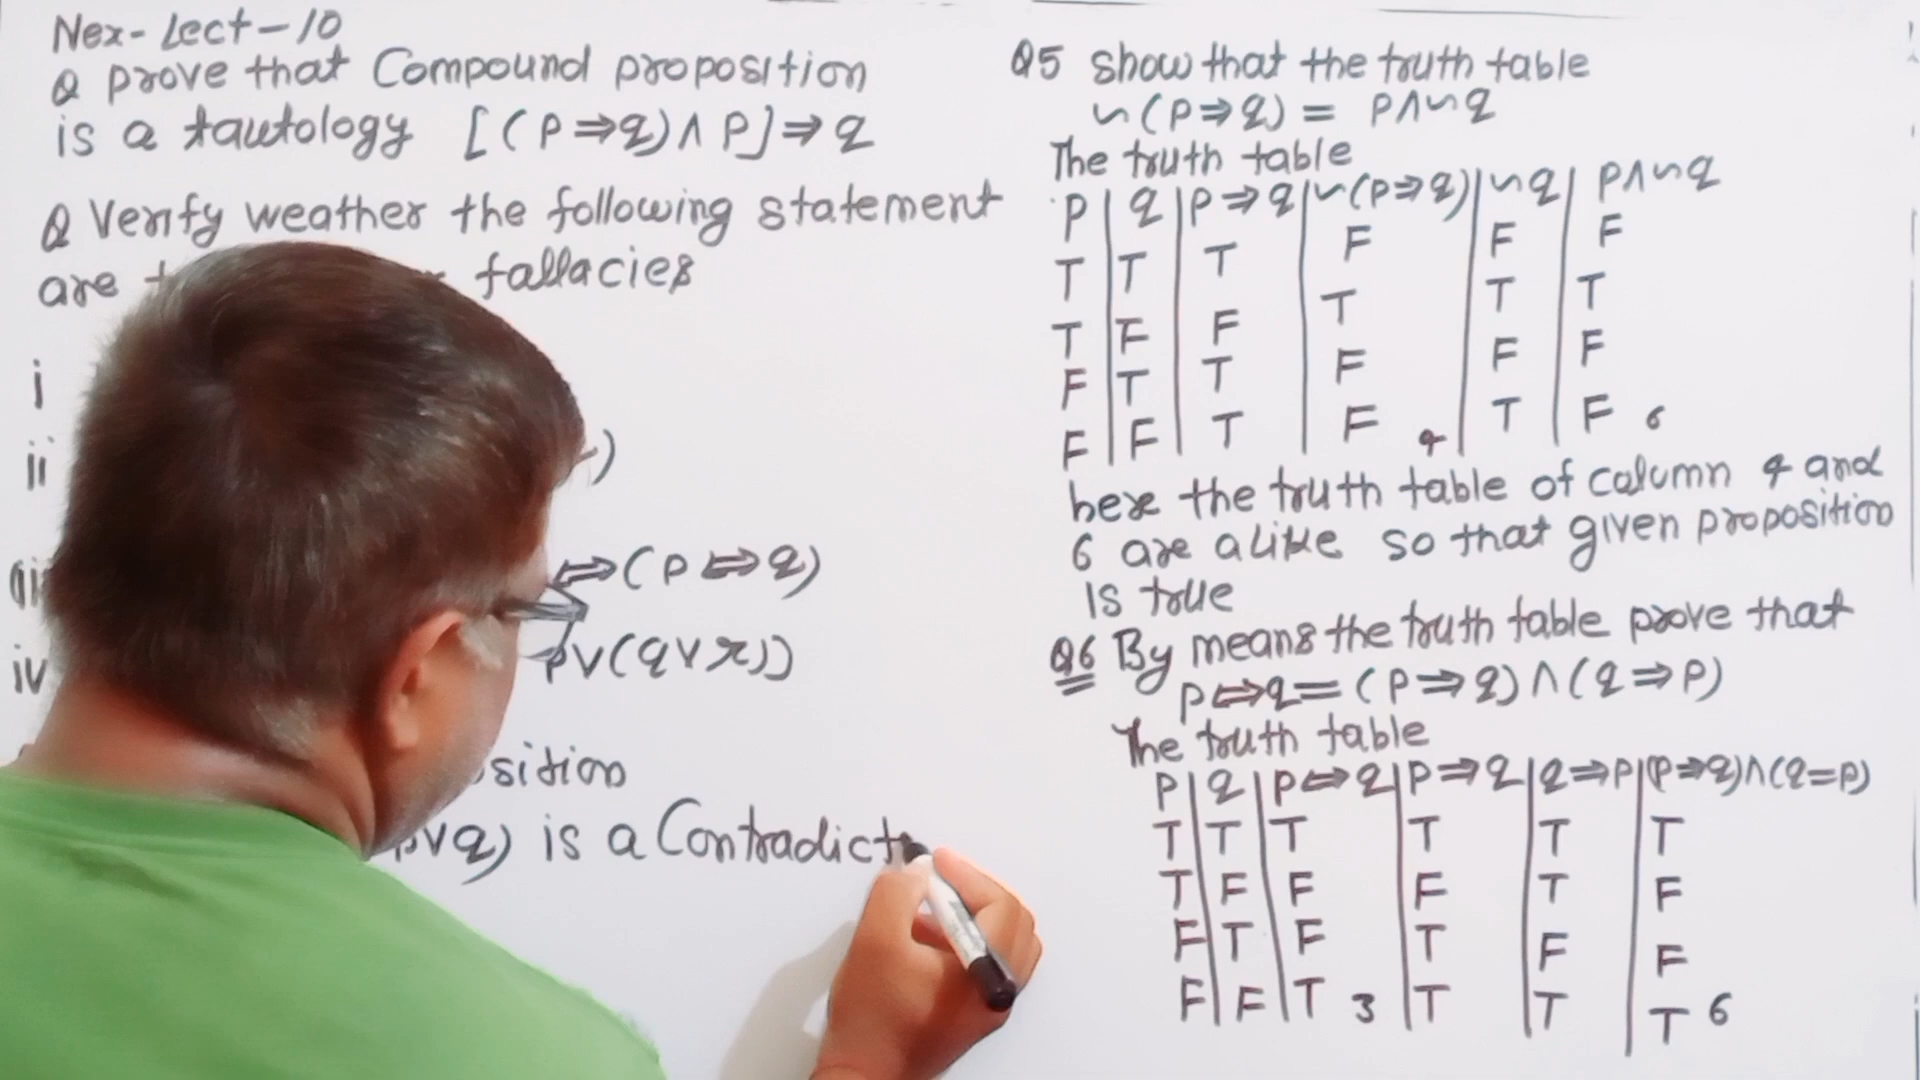 Nex-Lect-10
Q prove that Compound proposition
is a tautology [(P⇒q)∧P]⇒q
Q Verify weather the following statement
are fallacies
i
ii )
⇔(P⇔q)
iv p∨(q∨r))
sition
p∨q) is a Contradict
Q5 show that the truth table
~(P⇒q) = P∧~q
The truth table
P | q | P⇒q | ~(P⇒q) | ~q | P∧~q
T | T | T | F | F | F
T | F | F | T | T | T
F | T | T | F | F | F
F | F | T | F 4 | T | F 6
here the truth table of column 4 and
6 are alike so that given proposition
is true
Q6 By means the truth table prove that
P⇔q=(P⇒q)∧(q⇒P)
The truth table
P | q | P⇔q | P⇒q | q⇒P | (P⇒q)∧(q=P)
T | T | T | T | T | T
T | F | F | F | T | F
F | T | F | T | F | F
F | F | T 3 | T | T | T 6